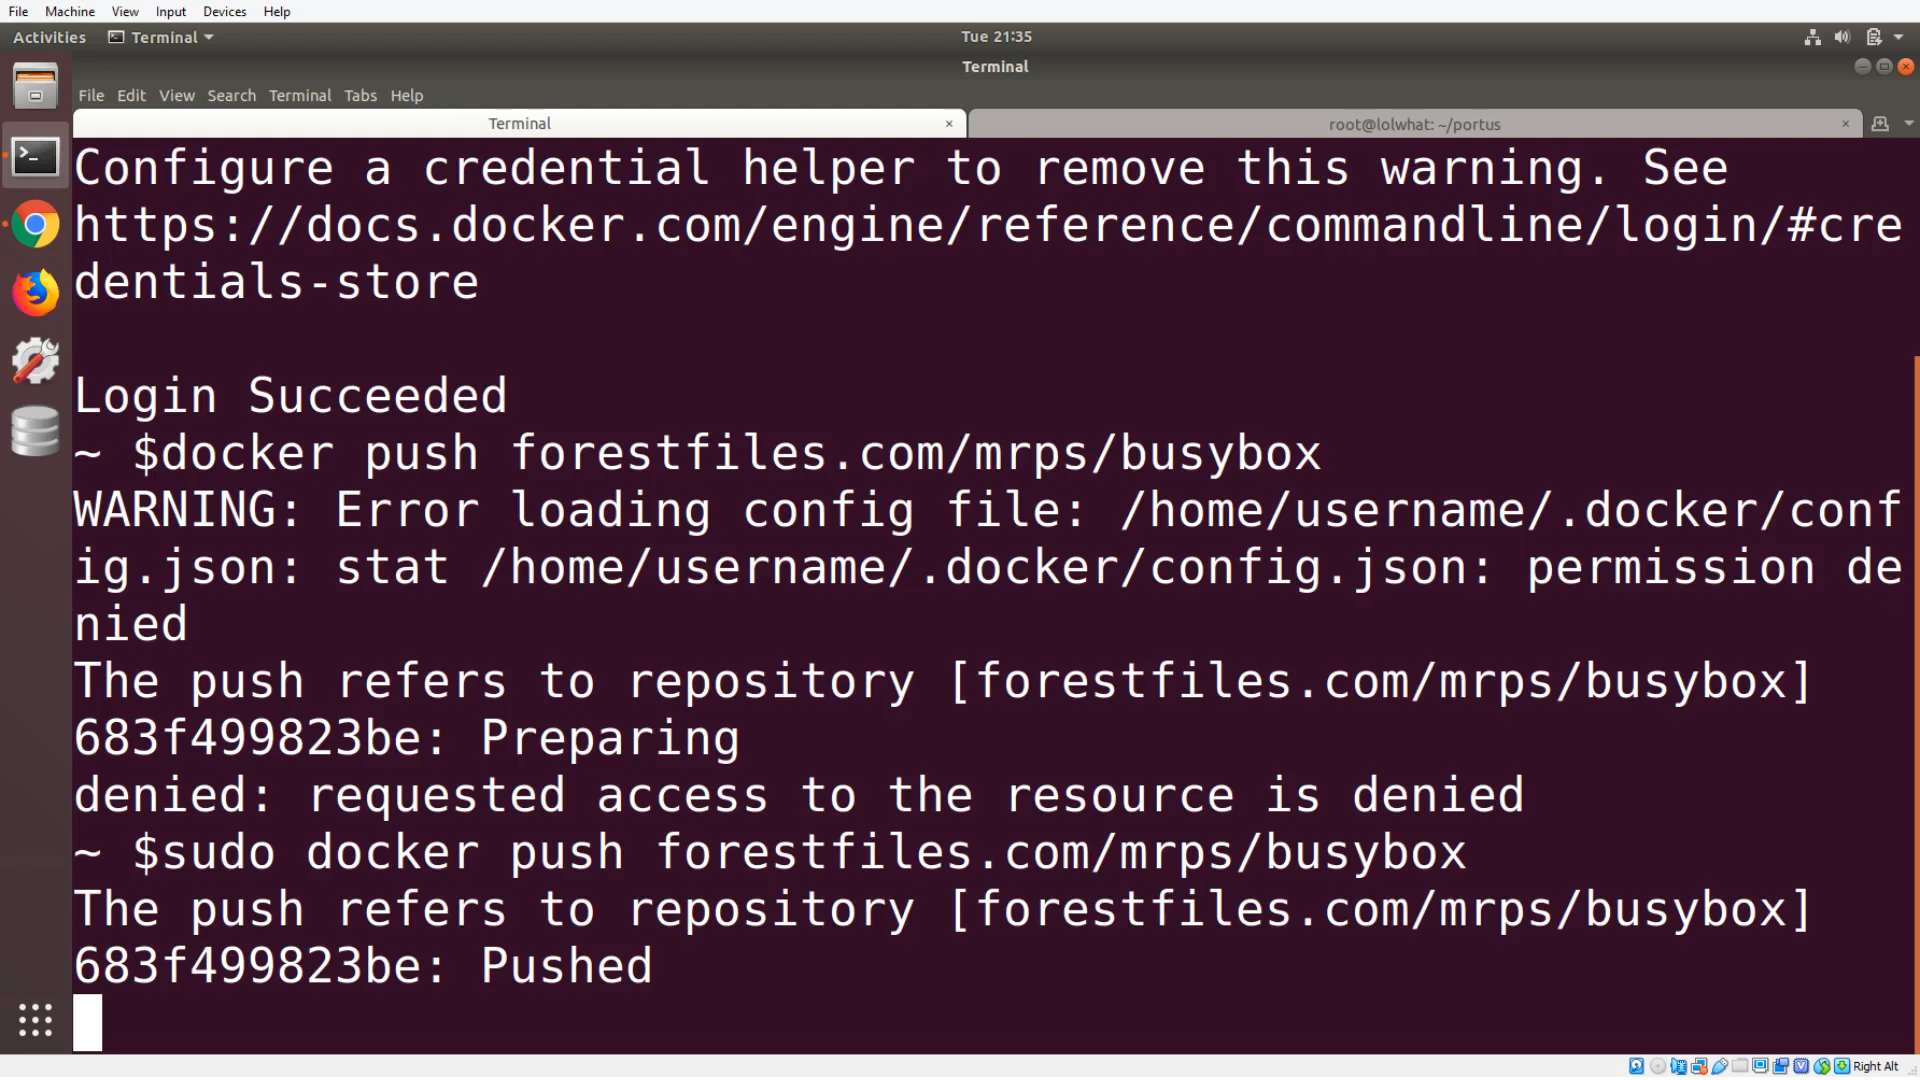 File Machine View Input Devices Help
Activities Terminal Tue 21:35
Terminal
File Edit View Search Terminal Tabs Help
Terminal × root@lolwhat: ~/portus ×
Configure a credential helper to remove this warning. See
https://docs.docker.com/engine/reference/commandline/login/#cre
dentials-store
Login Succeeded
~ $docker push forestfiles.com/mrps/busybox
WARNING: Error loading config file: /home/username/.docker/conf
ig.json: stat /home/username/.docker/config.json: permission de
nied
The push refers to repository [forestfiles.com/mrps/busybox]
683f499823be: Preparing
denied: requested access to the resource is denied
~ $sudo docker push forestfiles.com/mrps/busybox
The push refers to repository [forestfiles.com/mrps/busybox]
683f499823be: Pushed
Right Alt